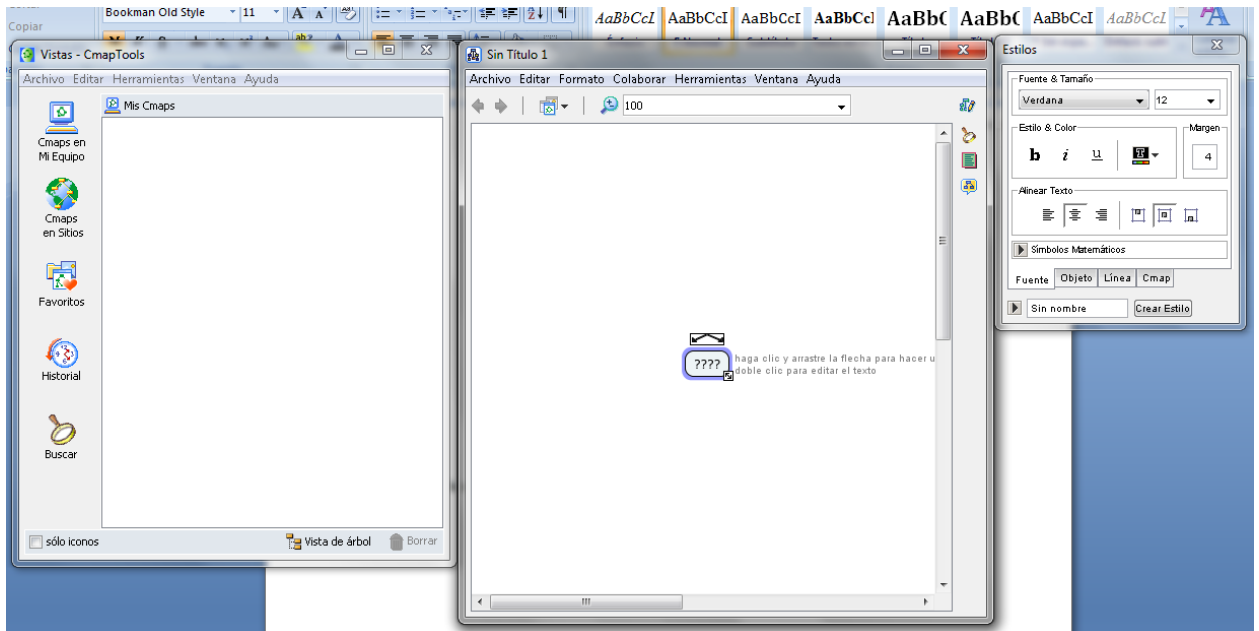 Copiar
Bookman Old Style
11
AaBbCcI
AaBbCcI
AaBbCcI
AaBbCcl
AaBb(
AaBb(
AaBbCcI
AaBbCcL
Vistas - CmapTools
Archivo Editar Herramientas Ventana Ayuda
Mis Cmaps
Cmaps en
Mi Equipo
Cmaps
en Sitios
Favoritos
Historial
Buscar
sólo iconos
Vista de árbol
Borrar
Sin Título 1
Archivo Editar Formato Colaborar Herramientas Ventana Ayuda
100
????
haga clic y arrastre la flecha para hacer u
doble clic para editar el texto
Estilos
Fuente & Tamaño
Verdana
12
Estilo & Color
Margen
b i u
4
Alinear Texto
Símbolos Matemáticos
Fuente Objeto Línea Cmap
Sin nombre
Crear Estilo